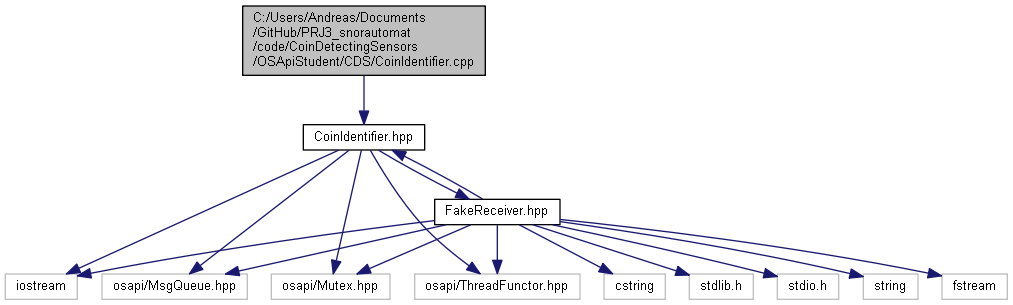 C:/Users/Andreas/Documents
/GitHub/PRJ3_snorautomat
/code/CoinDetectingSensors
/OSApiStudent/CDS/CoinIdentifier.cpp
CoinIdentifier.hpp
FakeReceiver.hpp
iostream
osapi/MsgQueue.hpp
osapi/Mutex.hpp
osapi/ThreadFunctor.hpp
cstring
stdlib.h
stdio.h
string
fstream